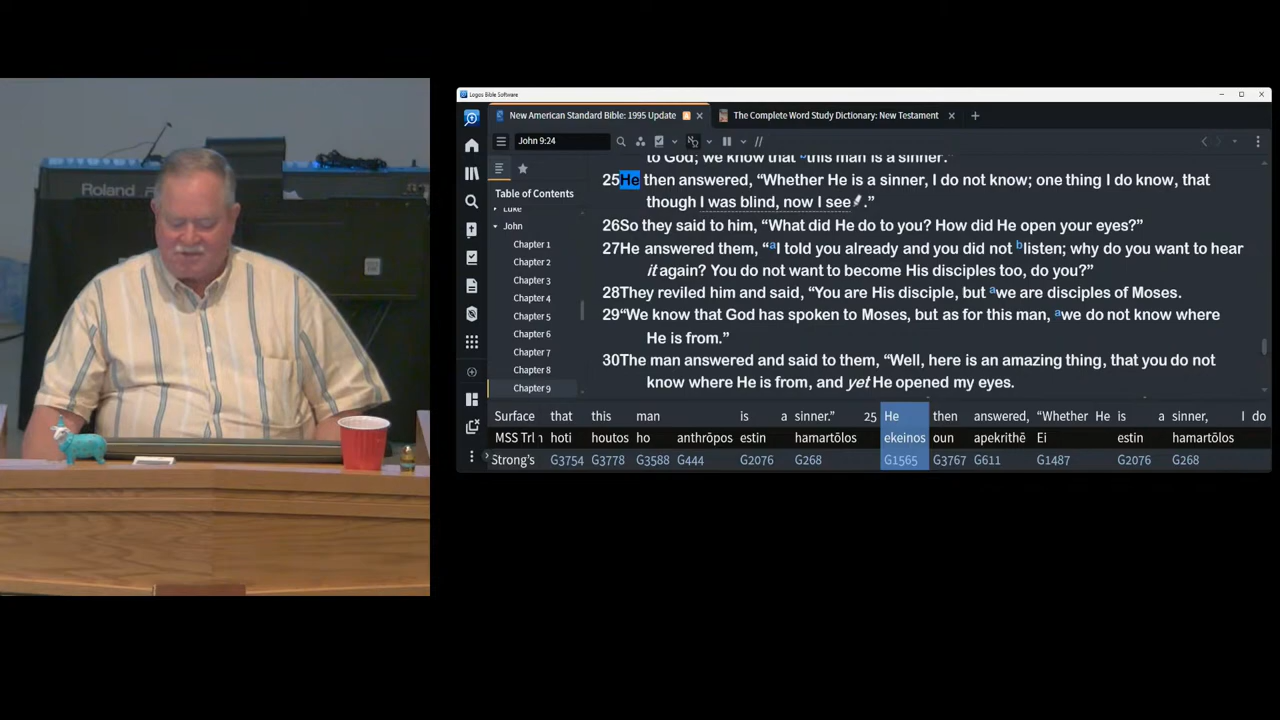 Roland
Logos Bible Software
New American Standard Bible: 1995 Update
The Complete Word Study Dictionary: New Testament
John 9:24
Table of Contents
Luke
John
Chapter 1
Chapter 2
Chapter 3
Chapter 4
Chapter 5
Chapter 6
Chapter 7
Chapter 8
Chapter 9
to God; we know that bthis man is a sinner.”
25He then answered, “Whether He is a sinner, I do not know; one thing I do know, that
though I was blind, now I see.”
26So they said to him, “What did He do to you? How did He open your eyes?”
27He answered them, “aI told you already and you did not blisten; why do you want to hear
it again? You do not want to become His disciples too, do you?”
28They reviled him and said, “You are His disciple, but awe are disciples of Moses.
29“We know that God has spoken to Moses, but as for this man, awe do not know where
He is from.”
30The man answered and said to them, “Well, here is an amazing thing, that you do not
know where He is from, and yet He opened my eyes.
Surface that this man is a sinner.” 25 He then answered, “Whether He is a sinner, I do
MSS Trl hoti houtos ho anthrōpos estin hamartōlos ekeinos oun apekrithē Ei estin hamartōlos
Strong's G3754 G3778 G3588 G444 G2076 G268 G1565 G3767 G611 G1487 G2076 G268